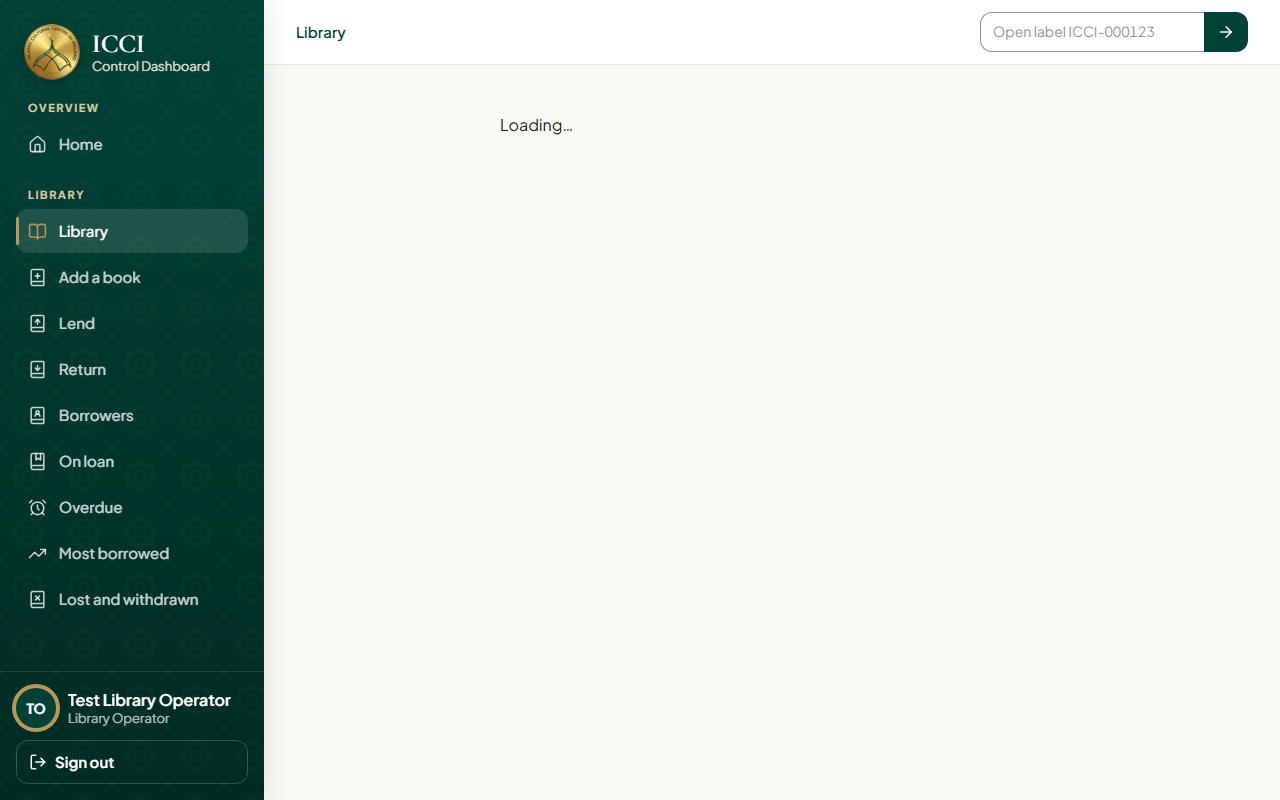 ICCI
Control Dashboard
OVERVIEW
Home
LIBRARY
Library
Add a book
Lend
Return
Borrowers
On loan
Overdue
Most borrowed
Lost and withdrawn
TO
Test Library Operator
Library Operator
Sign out
Library
Open label ICCI-000123
Loading…